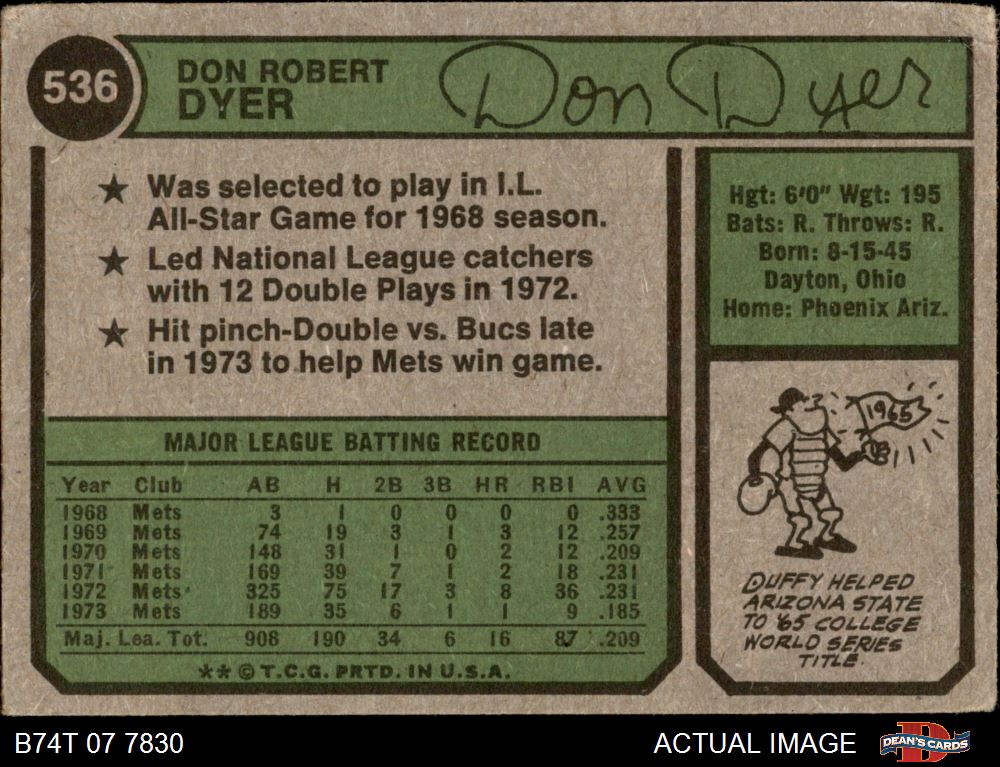 536
DON ROBERT
DYER
Don Dyer
★ Was selected to play in I.L.
All-Star Game for 1968 season.
★ Led National League catchers
with 12 Double Plays in 1972.
★ Hit pinch-Double vs. Bucs late
in 1973 to help Mets win game.
Hgt: 6'0" Wgt: 195
Bats: R. Throws: R.
Born: 8-15-45
Dayton, Ohio
Home: Phoenix Ariz.
MAJOR LEAGUE BATTING RECORD
Year Club AB H 2B 3B HR RBI AVG
1968 Mets 3 1 0 0 0 0 .333
1969 Mets 74 19 3 1 3 12 .257
1970 Mets 148 31 1 0 2 12 .209
1971 Mets 169 39 7 1 2 18 .231
1972 Mets 325 75 17 3 8 36 .231
1973 Mets 189 35 6 1 1 9 .185
Maj. Lea. Tot. 908 190 34 6 16 87 .209
** © T.C.G. PRTD. IN U.S.A.
1965
DUFFY HELPED
ARIZONA STATE
TO '65 COLLEGE
WORLD SERIES
TITLE.
B74T 07 7830
ACTUAL IMAGE
DEAN'S CARDS